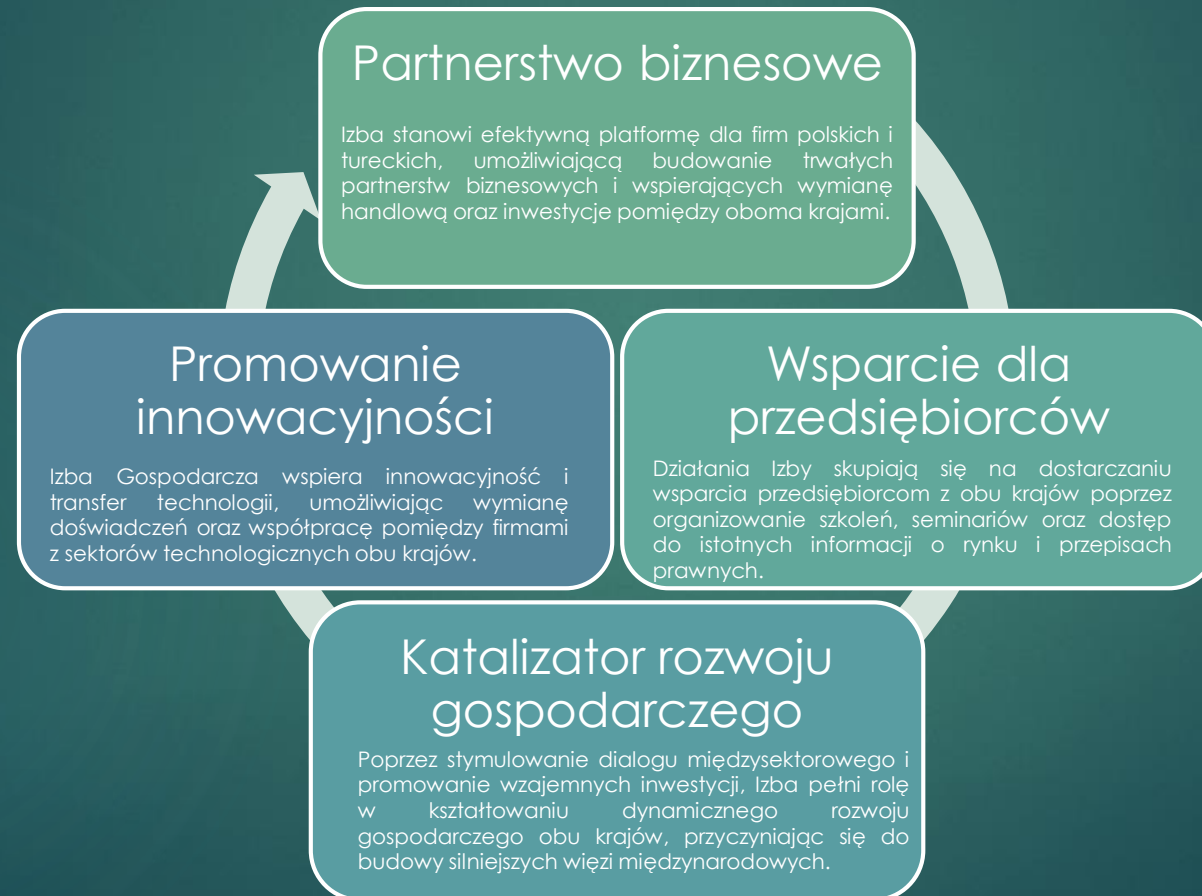 Partnerstwo biznesowe
Izba stanowi efektywną platformę dla firm polskich i
tureckich, umożliwiającą budowanie trwałych
partnerstw biznesowych i wspierających wymianę
handlową oraz inwestycje pomiędzy oboma krajami.
Wsparcie dla
przedsiębiorców
Działania Izby skupiają się na dostarczaniu
wsparcia przedsiębiorcom z obu krajów poprzez
organizowanie szkoleń, seminariów oraz dostęp
do istotnych informacji o rynku i przepisach
prawnych.
Katalizator rozwoju
gospodarczego
Poprzez stymulowanie dialogu międzysektorowego i
promowanie wzajemnych inwestycji, Izba pełni rolę
w kształtowaniu dynamicznego rozwoju
gospodarczego obu krajów, przyczyniając się do
budowy silniejszych więzi międzynarodowych.
Promowanie
innowacyjności
Izba Gospodarcza wspiera innowacyjność i
transfer technologii, umożliwiając wymianę
doświadczeń oraz współpracę pomiędzy firmami
z sektorów technologicznych obu krajów.